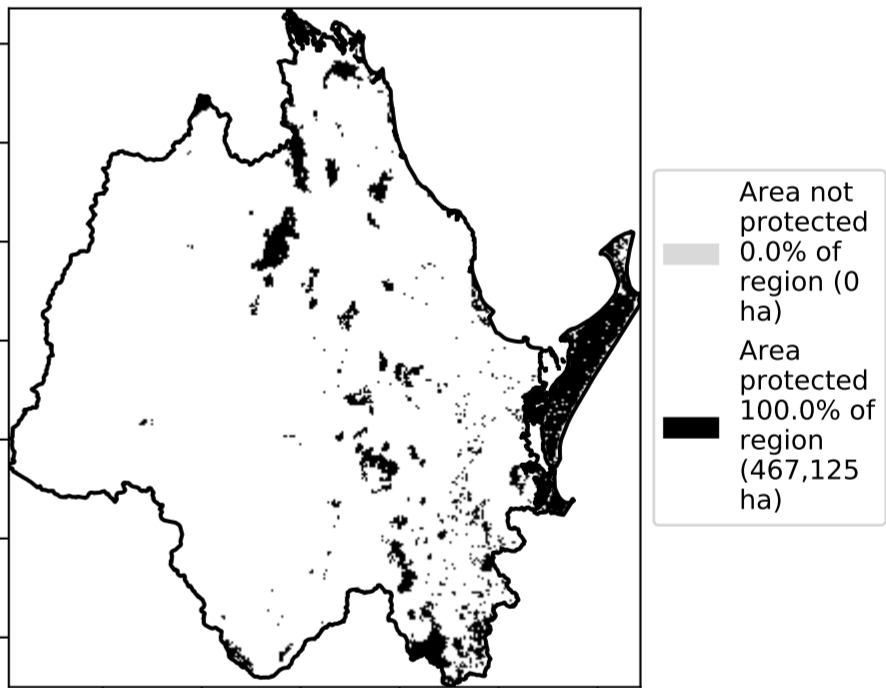 Area not
protected
0.0% of
region (0
ha)
Area
protected
100.0% of
region
(467,125
ha)